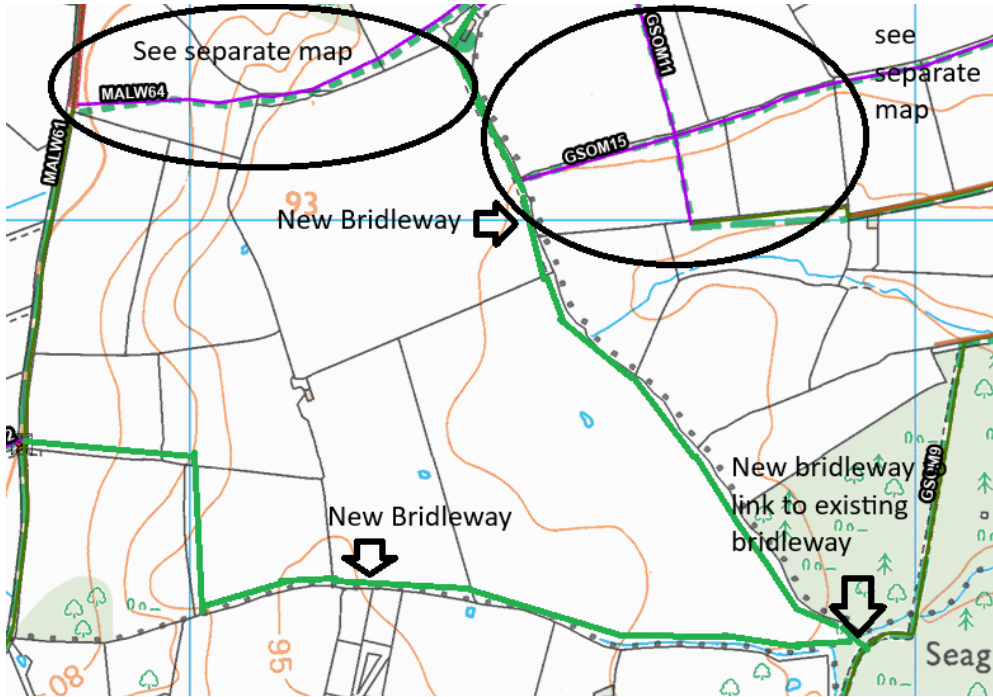 See separate map
see
separate
map
GSOM11
MALW64
MALW61
GSOM15
93
New Bridleway
New bridleway to
link to existing
bridleway
GSOM9
New Bridleway
Seag
95
80